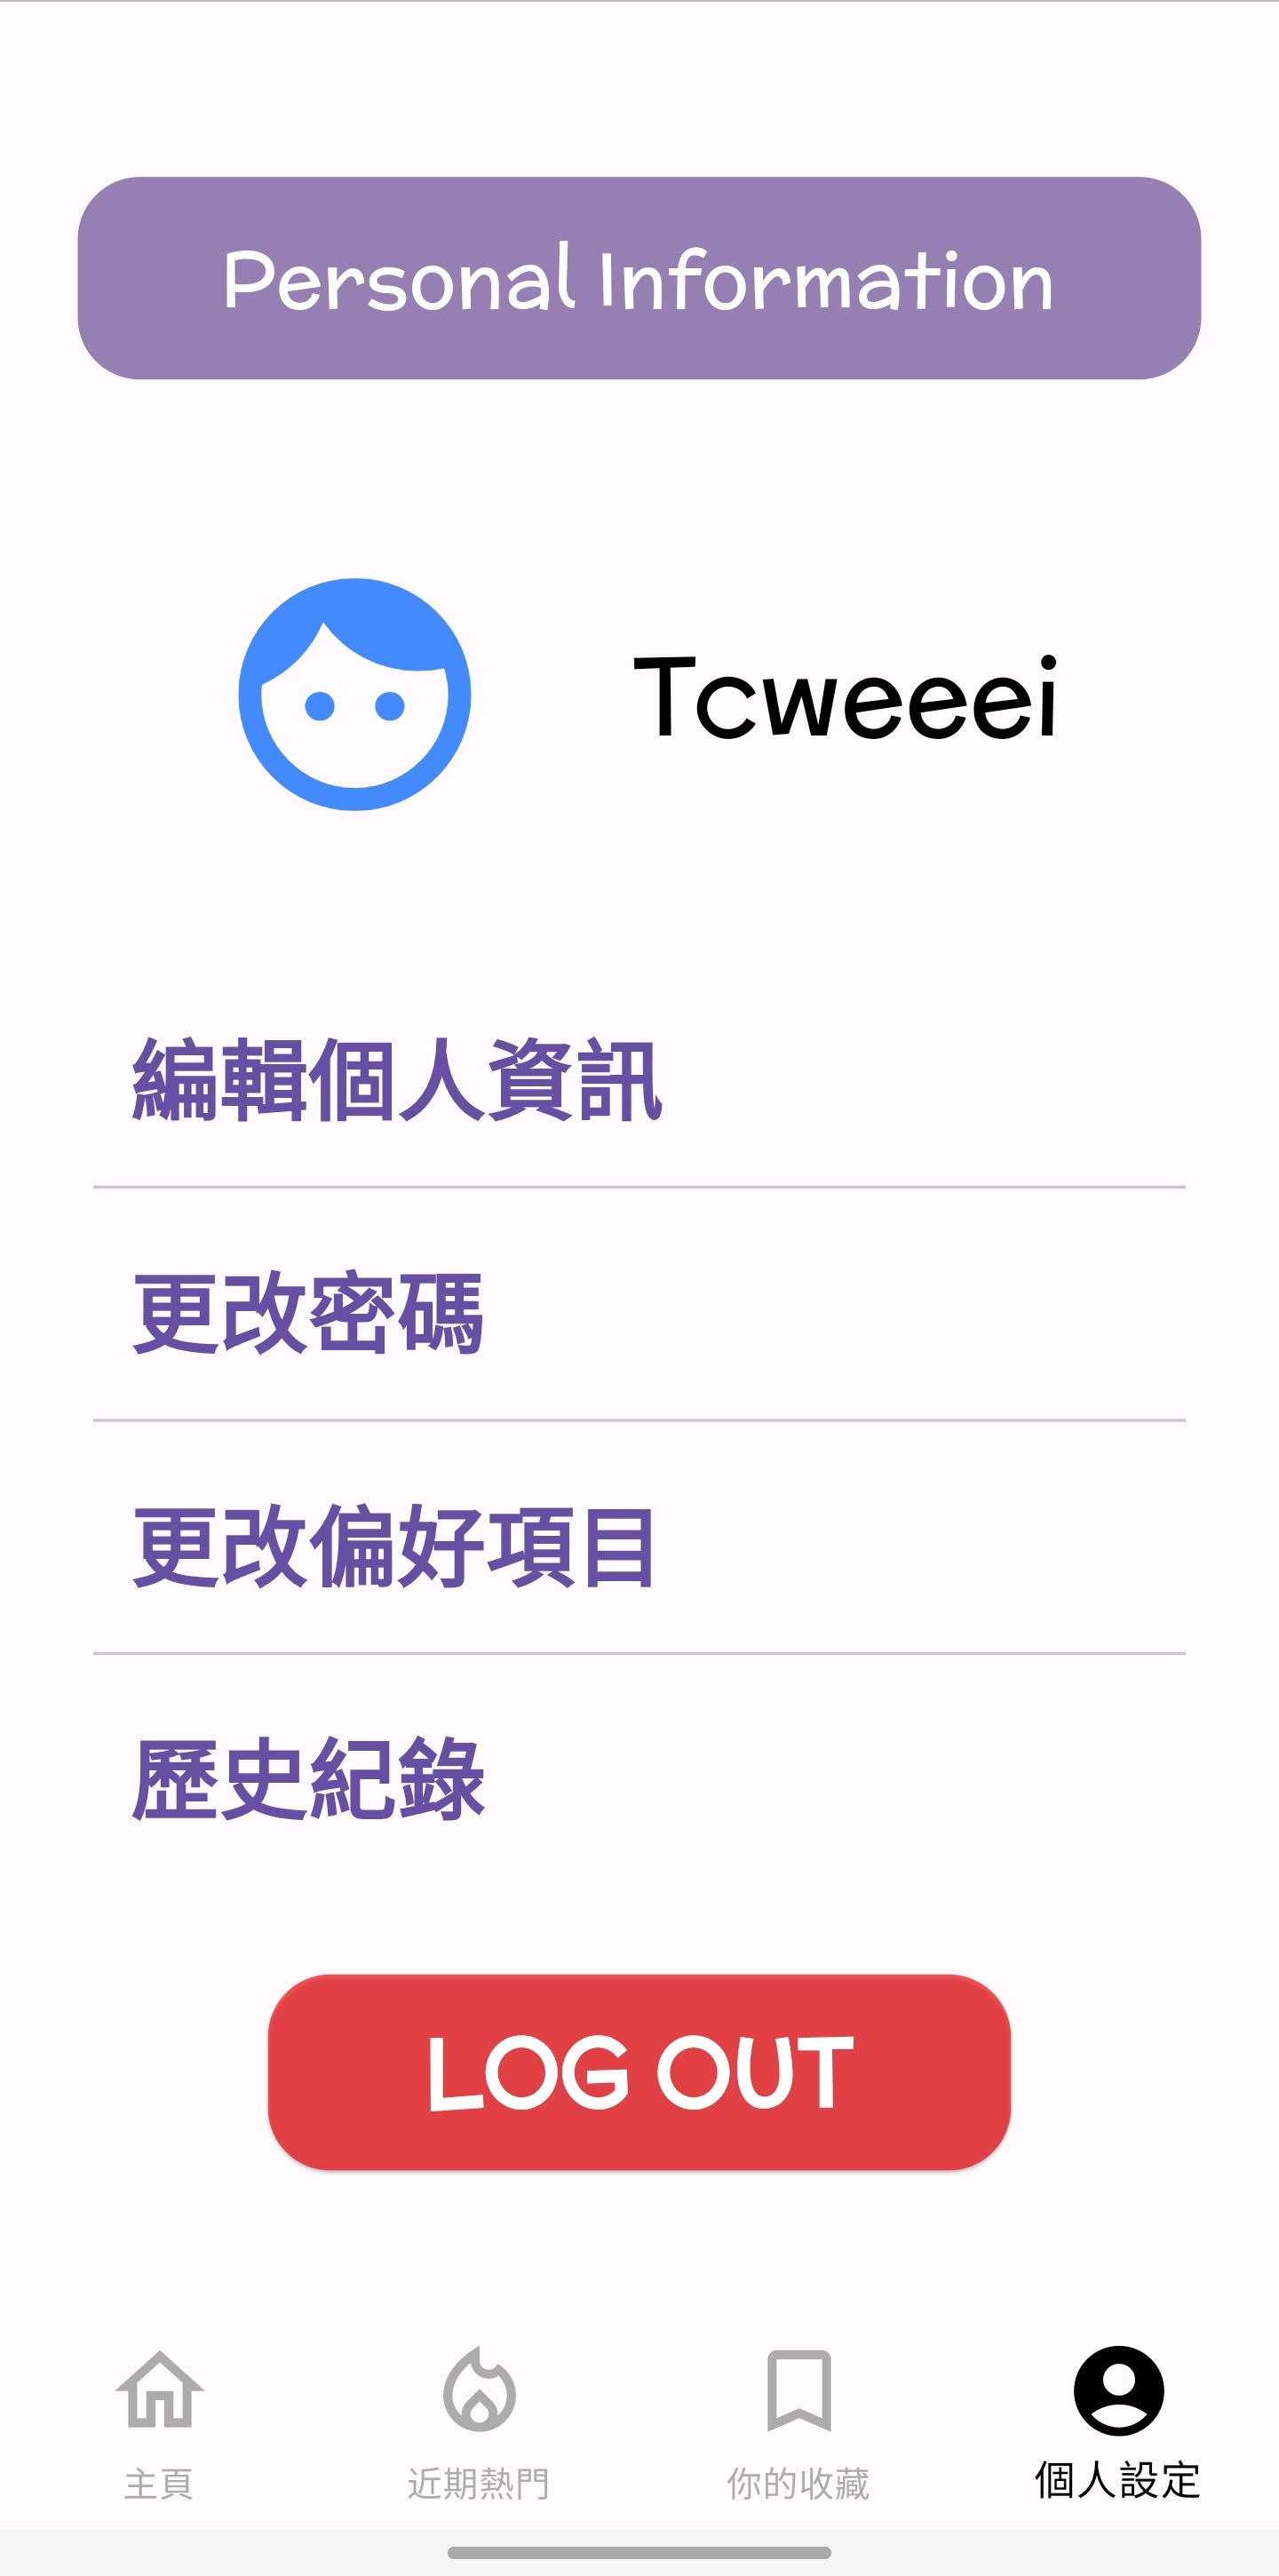 Personal Information
Tcweeei
編輯個人資訊
更改密碼
更改偏好項目
歷史紀錄
LOG OUT
主頁
近期熱門
你的收藏
個人設定